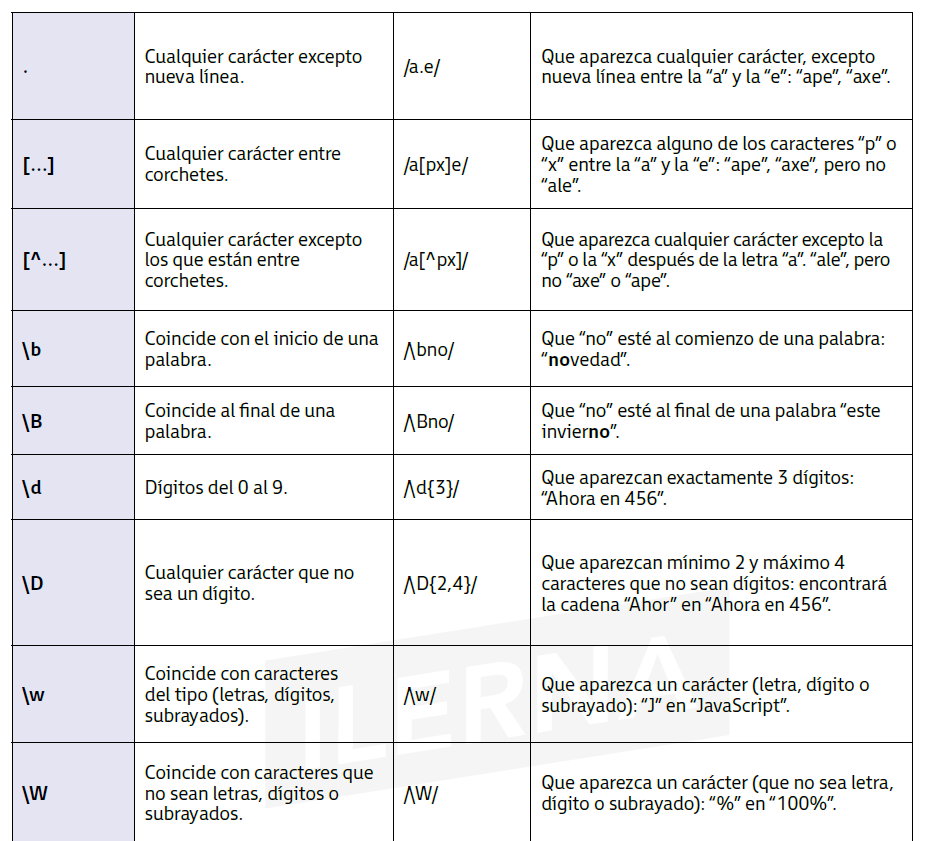 .
Cualquier carácter excepto
nueva línea.
/a.e/
Que aparezca cualquier carácter, excepto
nueva línea entre la “a” y la “e”: “ape”, “axe”.
[...]
Cualquier carácter entre
corchetes.
/a[px]e/
Que aparezca alguno de los caracteres “p” o
“x” entre la “a” y la “e”: “ape”, “axe”, pero no
“ale”.
[^...]
Cualquier carácter excepto
los que están entre
corchetes.
/a[^px]/
Que aparezca cualquier carácter excepto la
“p” o la “x” después de la letra “a”. “ale”, pero
no “axe” o “ape”.
\b
Coincide con el inicio de una
palabra.
/\bno/
Que “no” esté al comienzo de una palabra:
“novedad”.
\B
Coincide al final de una
palabra.
/\Bno/
Que “no” esté al final de una palabra “este
invierno”.
\d
Dígitos del 0 al 9.
/\d{3}/
Que aparezcan exactamente 3 dígitos:
“Ahora en 456”.
\D
Cualquier carácter que no
sea un dígito.
/\D{2,4}/
Que aparezcan mínimo 2 y máximo 4
caracteres que no sean dígitos: encontrará
la cadena “Ahor” en “Ahora en 456”.
\w
Coincide con caracteres
del tipo (letras, dígitos,
subrayados).
/\w/
Que aparezca un carácter (letra, dígito o
subrayado): “J” en “JavaScript”.
\W
Coincide con caracteres que
no sean letras, dígitos o
subrayados.
/\W/
Que aparezca un carácter (que no sea letra,
dígito o subrayado): “%” en “100%”.
ILERNA